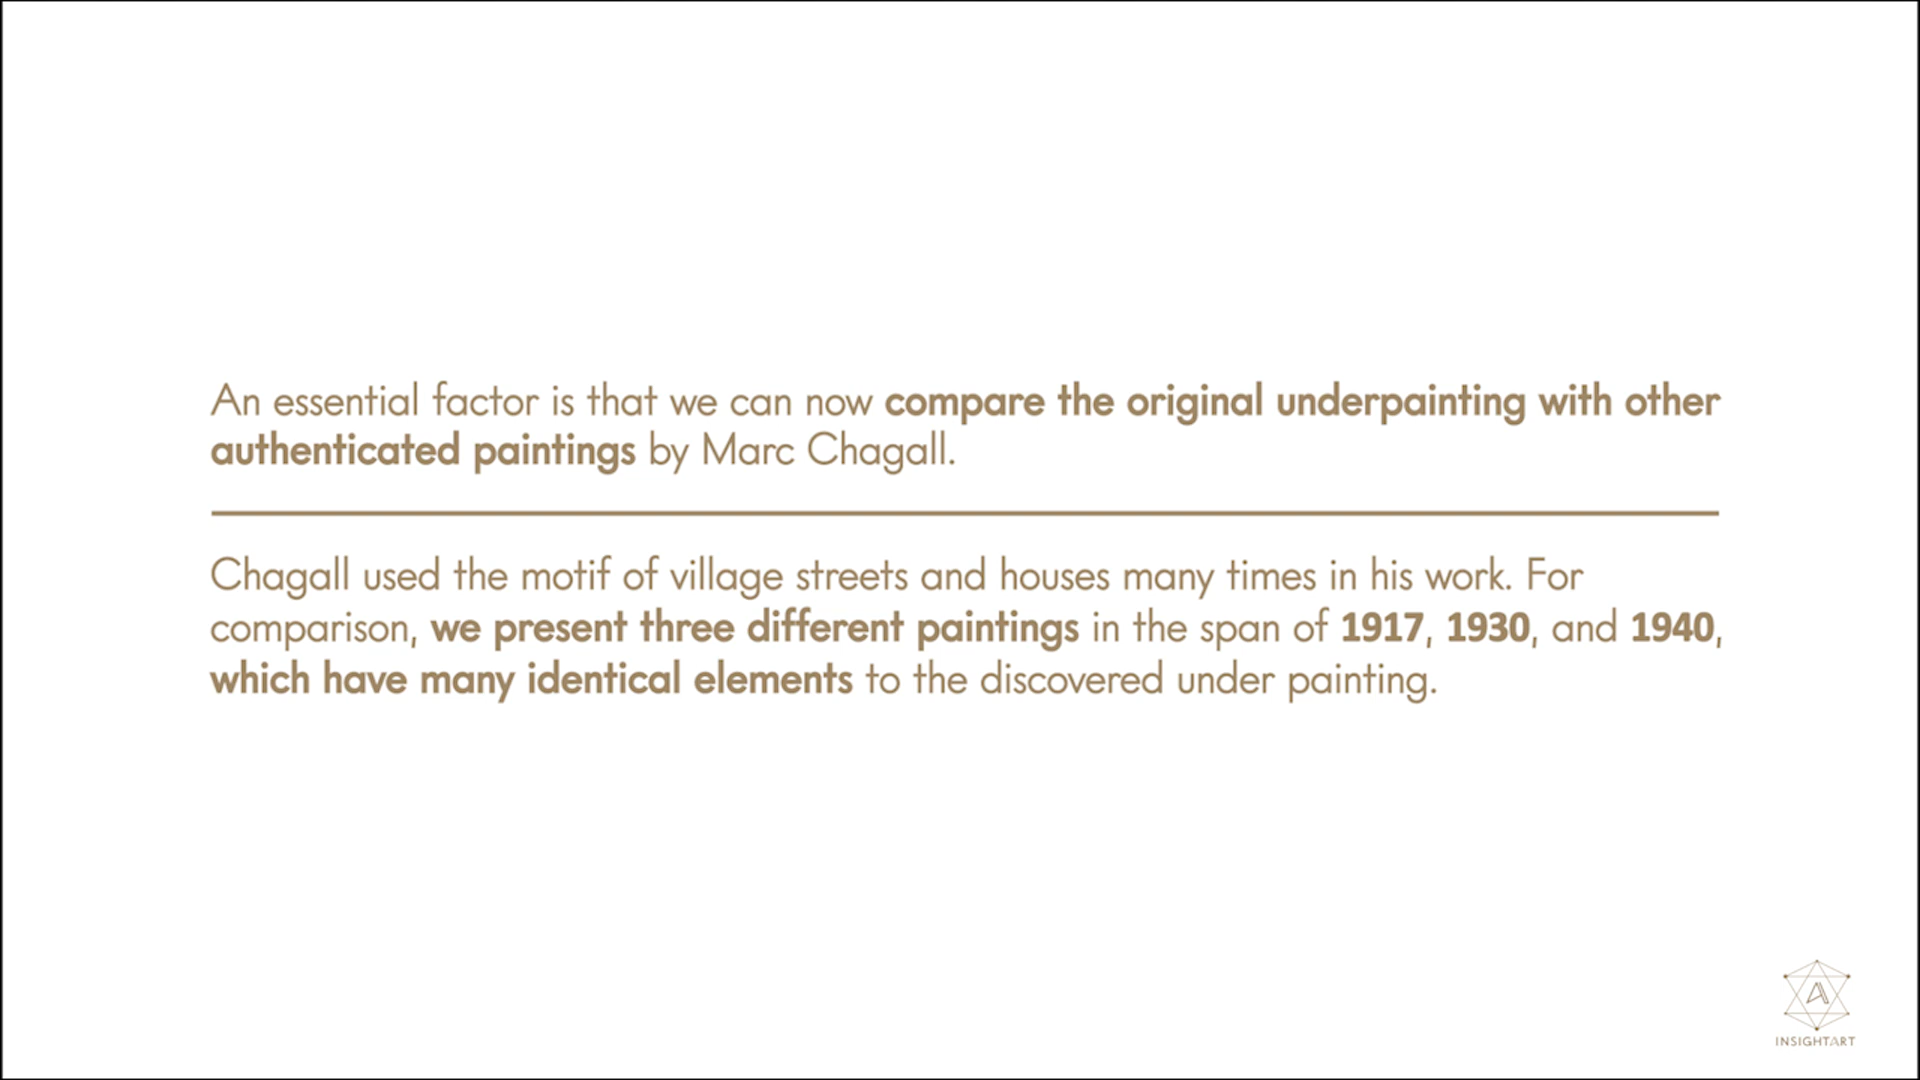 An essential factor is that we can now compare the original underpainting with other
authenticated paintings by Marc Chagall.
Chagall used the motif of village streets and houses many times in his work. For
comparison, we present three different paintings in the span of 1917, 1930, and 1940,
which have many identical elements to the discovered under painting.
INSIGHTART